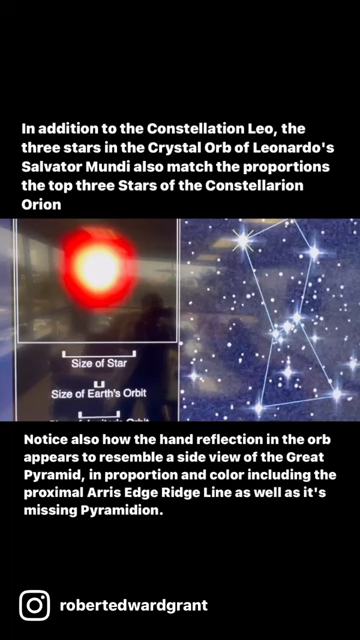 In addition to the Constellation Leo, the
three stars in the Crystal Orb of Leonardo's
Salvator Mundi also match the proportions
the top three Stars of the Constellarion
Orion
Size of Star
Size of Earth's Orbit
Notice also how the hand reflection in the orb
appears to resemble a side view of the Great
Pyramid, in proportion and color including the
proximal Arris Edge Ridge Line as well as it's
missing Pyramidion.
robertedwardgrant